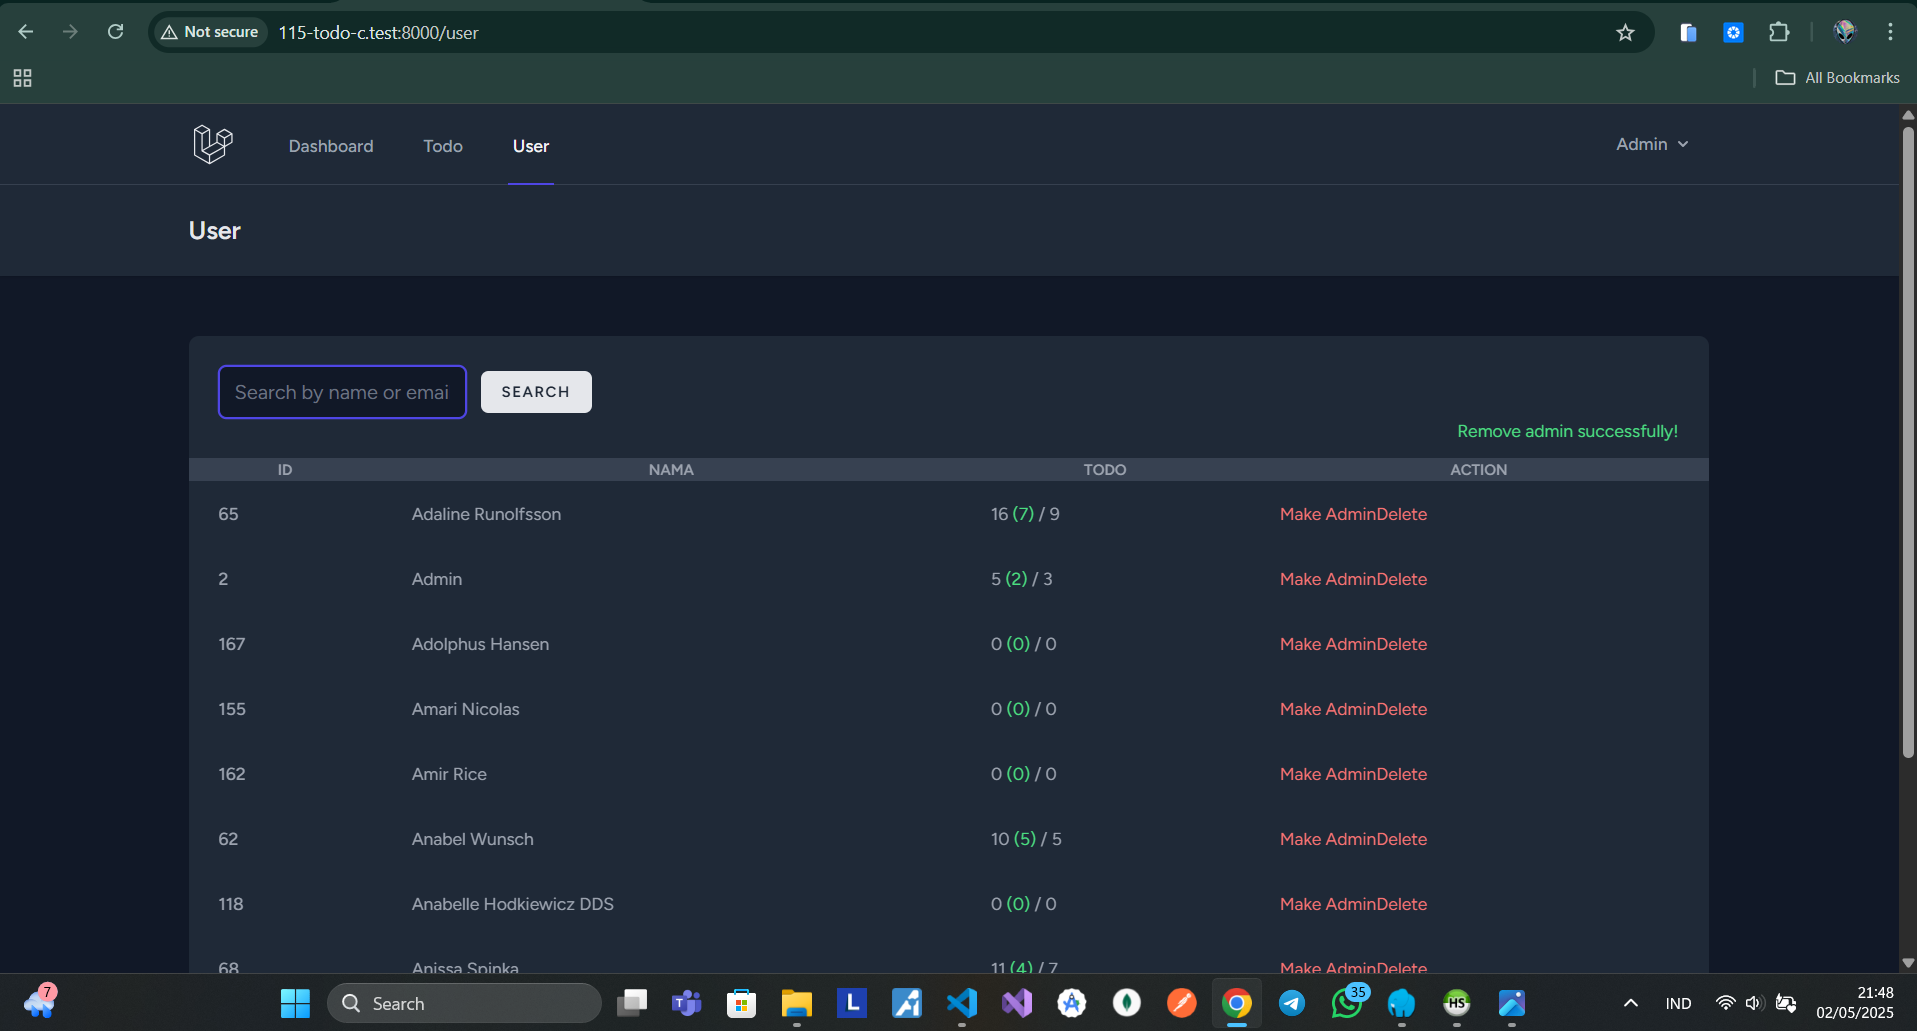 Not secure 115-todo-c.test:8000/user
All Bookmarks
Dashboard Todo User Admin
User
Search by name or emai SEARCH
Remove admin successfully!
ID NAMA TODO ACTION
65 Adaline Runolfsson 16 (7) / 9 Make AdminDelete
2 Admin 5 (2) / 3 Make AdminDelete
167 Adolphus Hansen 0 (0) / 0 Make AdminDelete
155 Amari Nicolas 0 (0) / 0 Make AdminDelete
162 Amir Rice 0 (0) / 0 Make AdminDelete
62 Anabel Wunsch 10 (5) / 5 Make AdminDelete
118 Anabelle Hodkiewicz DDS 0 (0) / 0 Make AdminDelete
68 Anissa Spinka 11 (4) / 7 Make AdminDelete
7 Search T L 35 HS IND 21:48
02/05/2025